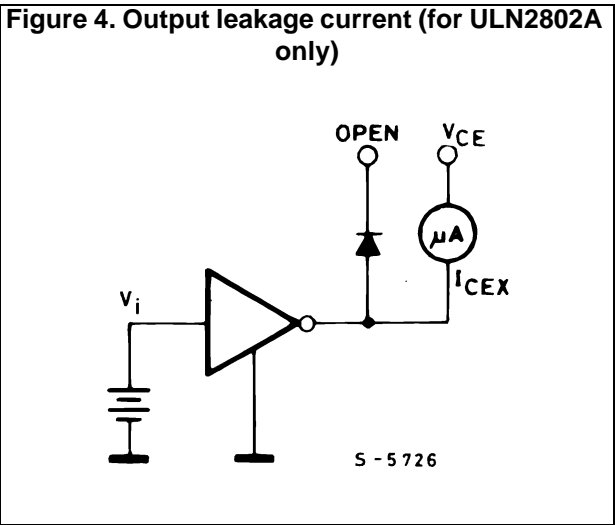 Figure 4. Output leakage current (for ULN2802A
only)
OPEN
VCE
μA
ICEX
Vi
S-5726